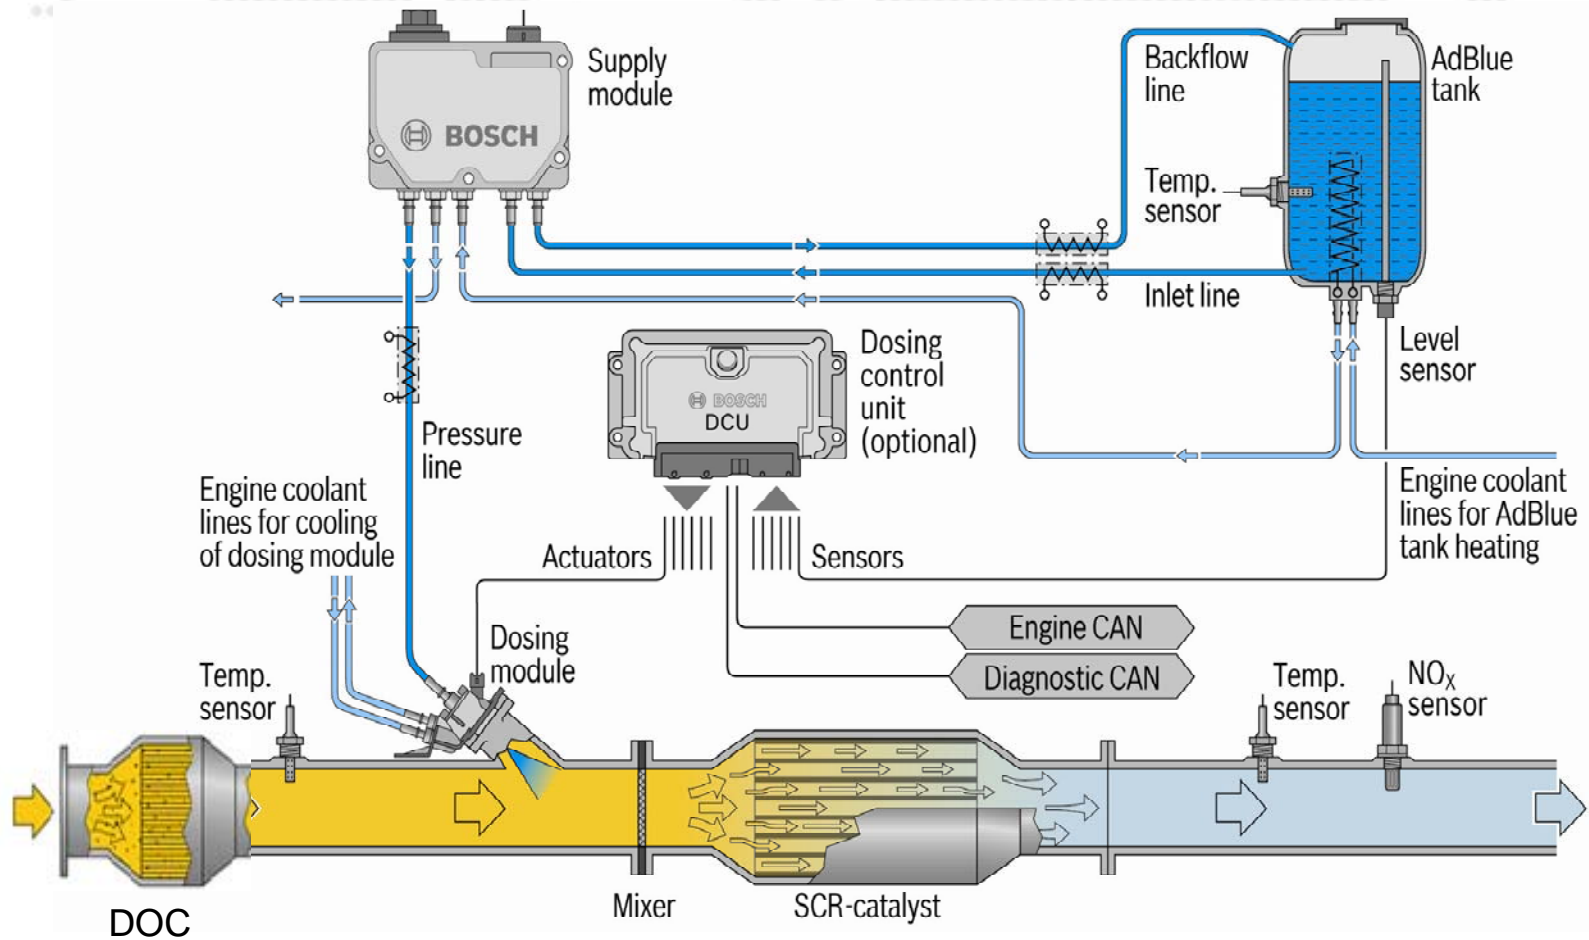 Supply
module
BOSCH
Backflow
line
AdBlue
tank
Temp.
sensor
Inlet line
Level
sensor
Dosing
control
unit
(optional)
BOSCH
DCU
Pressure
line
Engine coolant
lines for cooling
of dosing module
Engine coolant
lines for AdBlue
tank heating
Actuators
Sensors
Engine CAN
Diagnostic CAN
Dosing
module
Temp.
sensor
Temp.
sensor
NOX
sensor
Mixer
SCR-catalyst
DOC